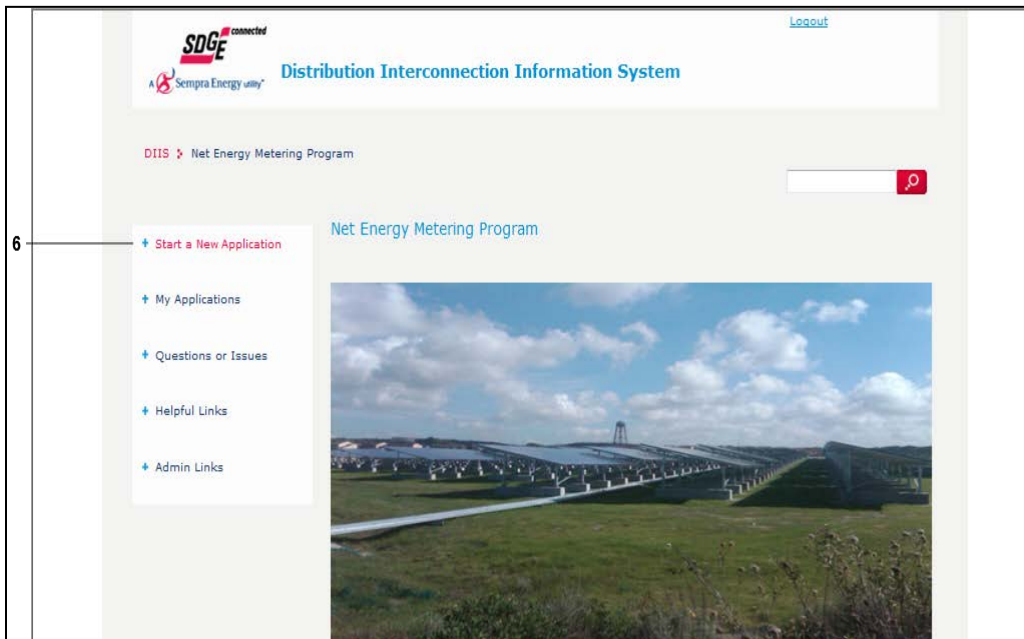 Logout
connected
SDGE
A Sempra Energy utility™
Distribution Interconnection Information System
DIIS Net Energy Metering Program
Net Energy Metering Program
6
+ Start a New Application
+ My Applications
+ Questions or Issues
+ Helpful Links
+ Admin Links